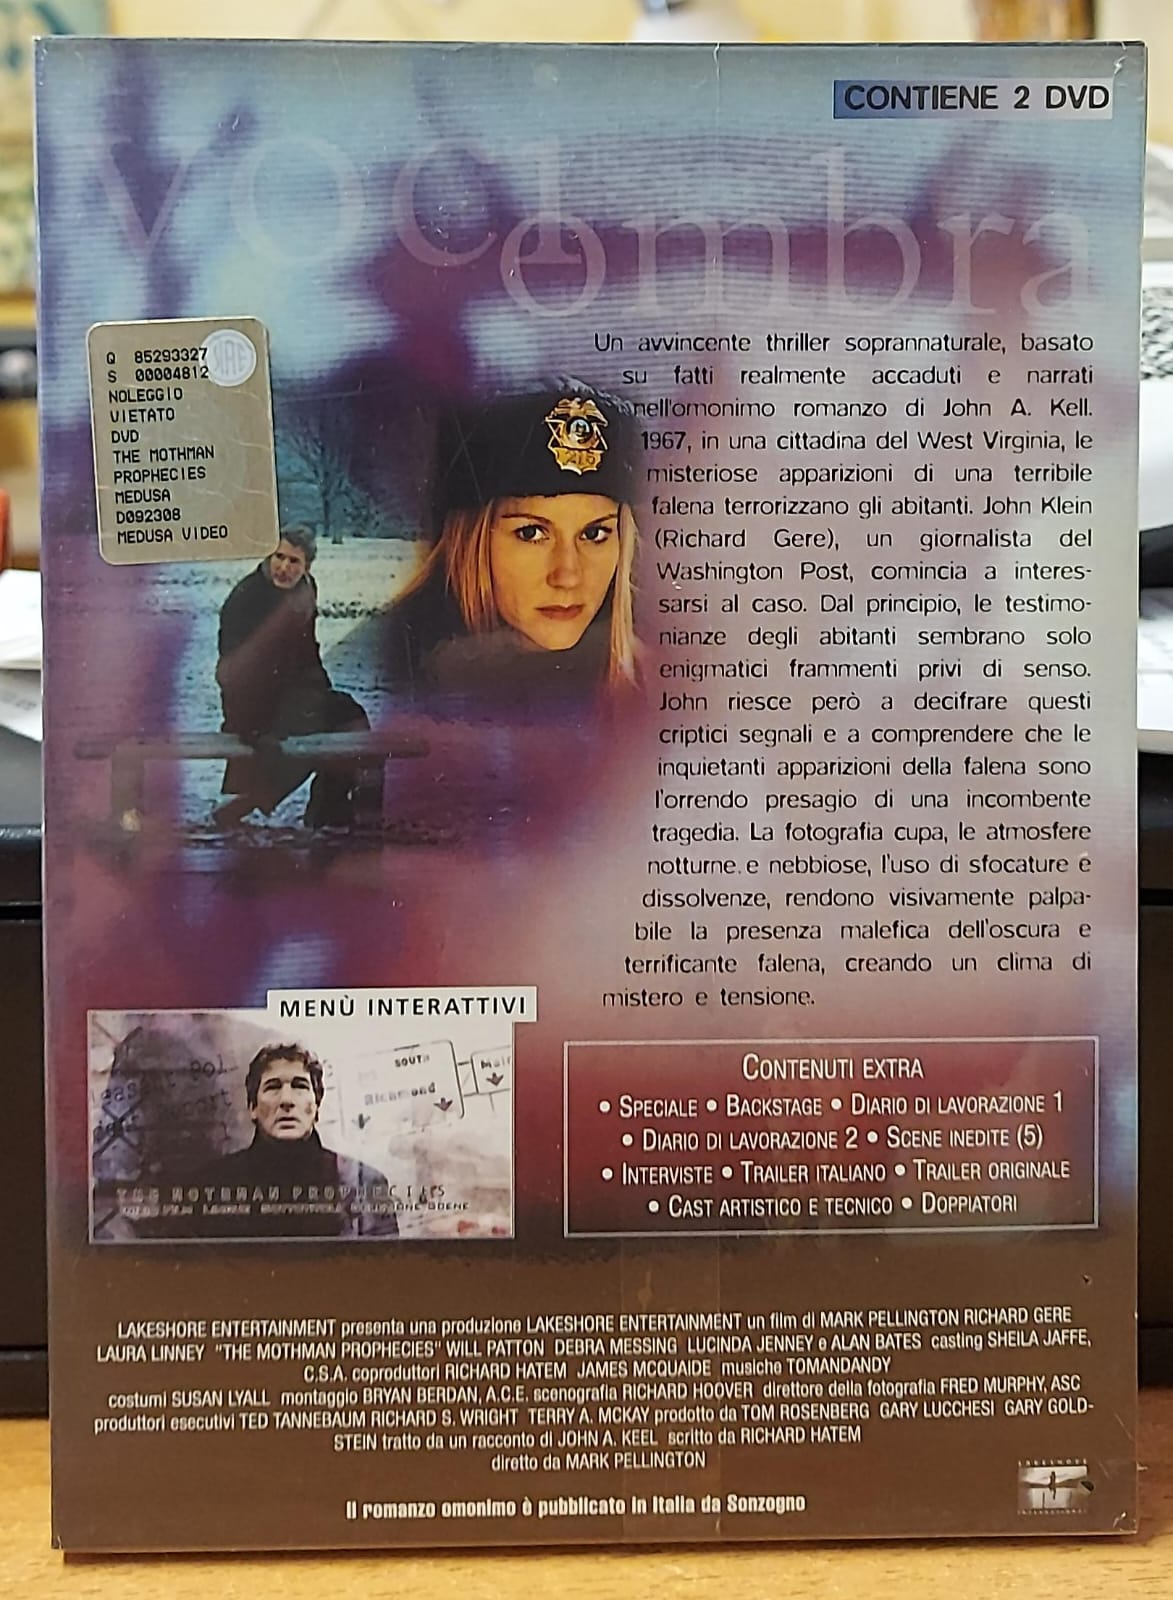 CONTIENE 2 DVD
voci
ombra
Q 85293327
S 00004812
NOLEGGIO
VIETATO
DVD
THE MOTHMAN
PROPHECIES
MEDUSA
D092308
MEDUSA VIDEO
SIAE
Un avvincente thriller soprannaturale, basato
su fatti realmente accaduti e narrati
nell'omonimo romanzo di John A. Kell.
1967, in una cittadina del West Virginia, le
misteriose apparizioni di una terribile
falena terrorizzano gli abitanti. John Klein
(Richard Gere), un giornalista del
Washington Post, comincia a interes-
sarsi al caso. Dal principio, le testimo-
nianze degli abitanti sembrano solo
enigmatici frammenti privi di senso.
John riesce però a decifrare questi
criptici segnali e a comprendere che le
inquietanti apparizioni della falena sono
l'orrendo presagio di una incombente
tragedia. La fotografia cupa, le atmosfere
notturne. e nebbiose, l'uso di sfocature e
dissolvenze, rendono visivamente palpa-
bile la presenza malefica dell'oscura e
terrificante falena, creando un clima di
mistero e tensione.
MENÙ INTERATTIVI
SOUTH
Richmond
THE MOTHMAN PROPHECIES
CONTENUTI EXTRA
• SPECIALE • BACKSTAGE • DIARIO DI LAVORAZIONE 1
• DIARIO DI LAVORAZIONE 2 • SCENE INEDITE (5)
• INTERVISTE • TRAILER ITALIANO • TRAILER ORIGINALE
• CAST ARTISTICO E TECNICO • DOPPIATORI
LAKESHORE ENTERTAINMENT presenta una produzione LAKESHORE ENTERTAINMENT un film di MARK PELLINGTON RICHARD GERE
LAURA LINNEY "THE MOTHMAN PROPHECIES" WILL PATTON DEBRA MESSING LUCINDA JENNEY e ALAN BATES casting SHEILA JAFFE,
C.S.A. coproduttori RICHARD HATEM JAMES MCQUAIDE musiche TOMANDANDY
costumi SUSAN LYALL montaggio BRYAN BERDAN, A.C.E. scenografia RICHARD HOOVER direttore della fotografia FRED MURPHY, ASC
produttori esecutivi TED TANNEBAUM RICHARD S. WRIGHT TERRY A. MCKAY prodotto da TOM ROSENBERG GARY LUCCHESI GARY GOLD-
STEIN tratto da un racconto di JOHN A. KEEL scritto da RICHARD HATEM
diretto da MARK PELLINGTON
Il romanzo omonimo è pubblicato in Italia da Sonzogno
LAKESHORE
INTERNATIONAL